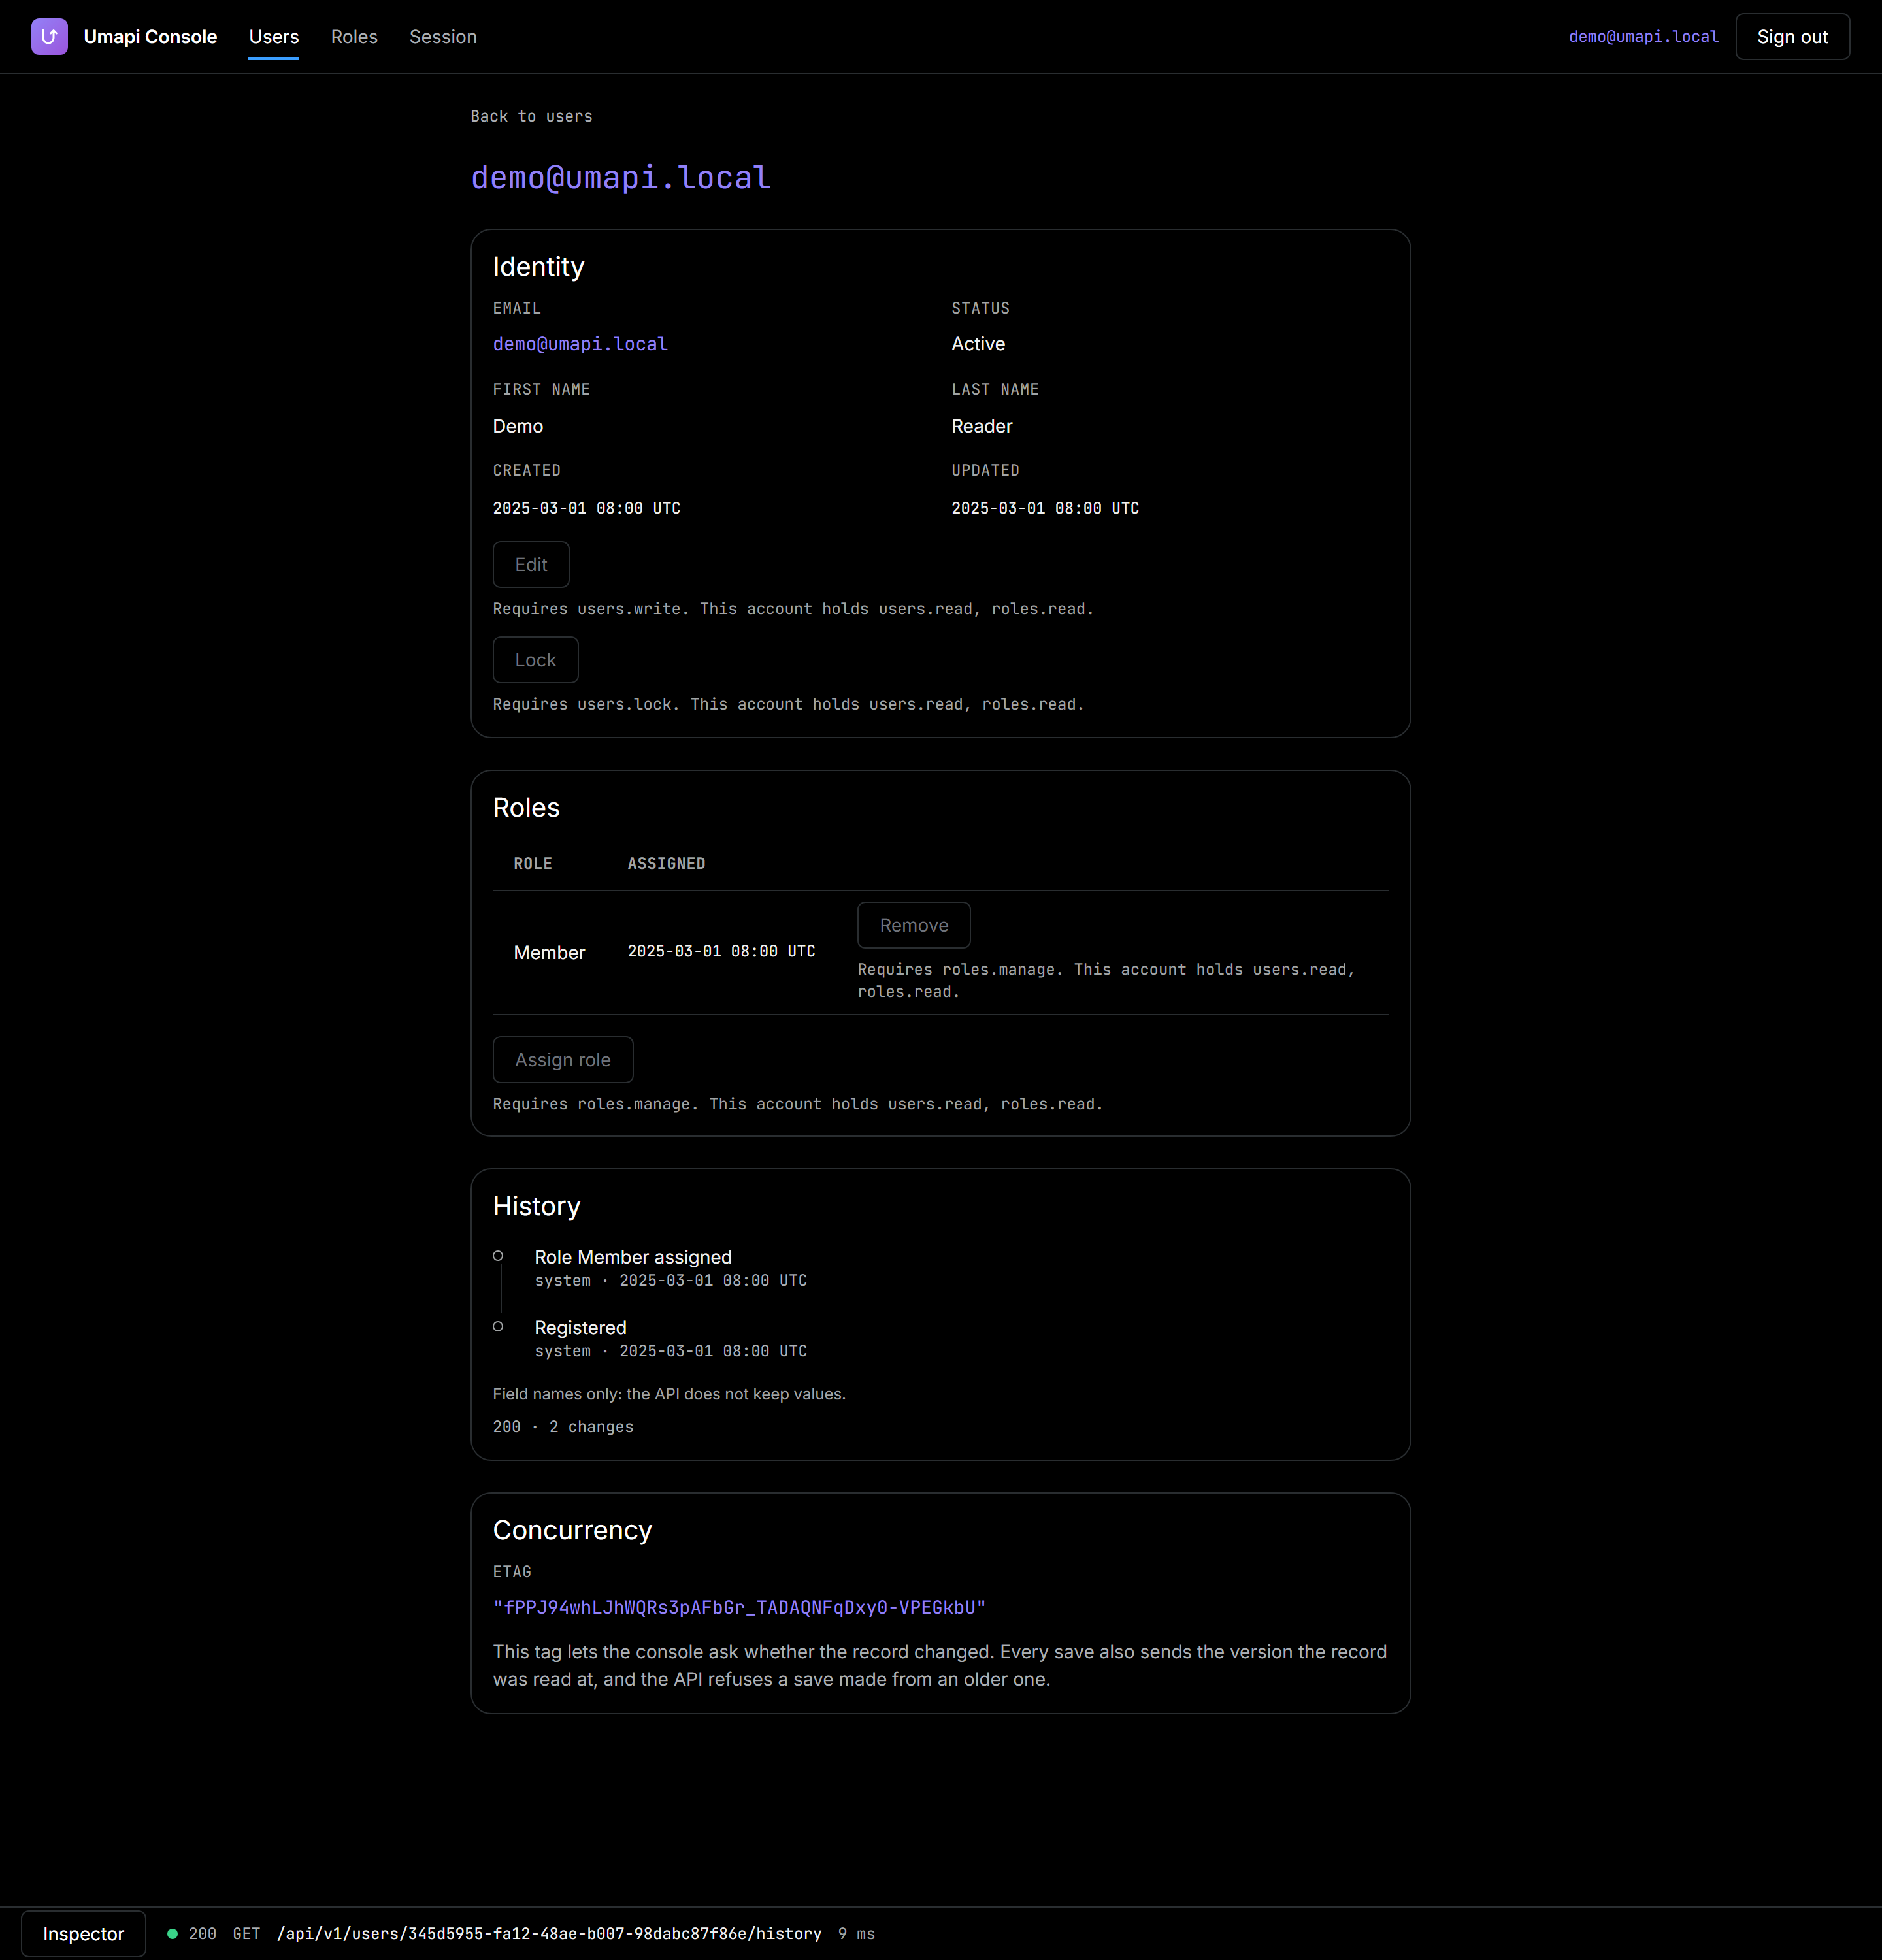 Umapi Console Users Roles Session demo@umapi.local Sign out
Back to users
demo@umapi.local
Identity
EMAIL STATUS
demo@umapi.local Active
FIRST NAME LAST NAME
Demo Reader
CREATED UPDATED
2025-03-01 08:00 UTC 2025-03-01 08:00 UTC
Edit
Requires users.write. This account holds users.read, roles.read.
Lock
Requires users.lock. This account holds users.read, roles.read.
Roles
ROLE ASSIGNED
Member 2025-03-01 08:00 UTC Remove
Requires roles.manage. This account holds users.read,
roles.read.
Assign role
Requires roles.manage. This account holds users.read, roles.read.
History
Role Member assigned
system · 2025-03-01 08:00 UTC
Registered
system · 2025-03-01 08:00 UTC
Field names only: the API does not keep values.
200 · 2 changes
Concurrency
ETAG
"fPPJ94whLJhWQRs3pAFbGr_TADAQNFqDxy0-VPEGkbU"
This tag lets the console ask whether the record changed. Every save also sends the version the record
was read at, and the API refuses a save made from an older one.
Inspector 200 GET /api/v1/users/345d5955-fa12-48ae-b007-98dabc87f86e/history 9 ms